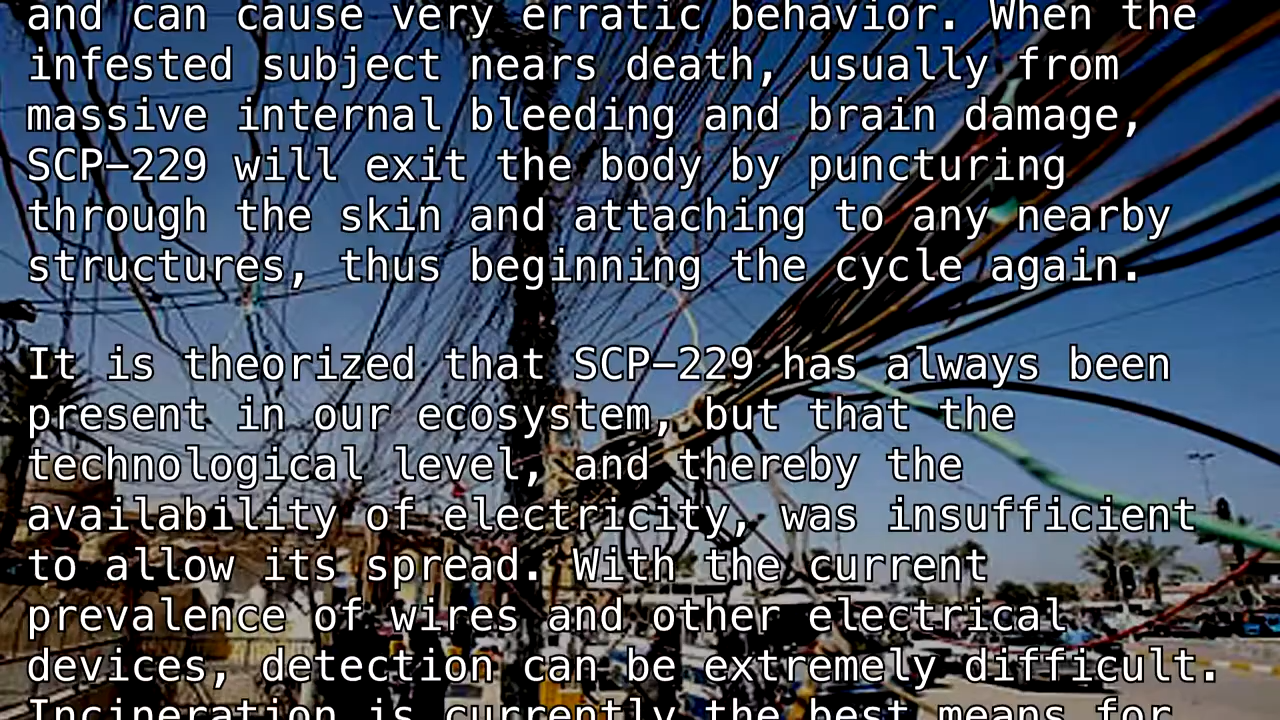 and can cause very erratic behavior. When the
infested subject nears death, usually from
massive internal bleeding and brain damage,
SCP−229 will exit the body by puncturing
through the skin and attaching to any nearby
structures, thus beginning the cycle again.
It is theorized that SCP−229 has always been
present in our ecosystem, but that the
technological level, and thereby the
availability of electricity, was insufficient
to allow its spread. With the current
prevalence of wires and other electrical
devices, detection can be extremely difficult.
Incineration is currently the best means for